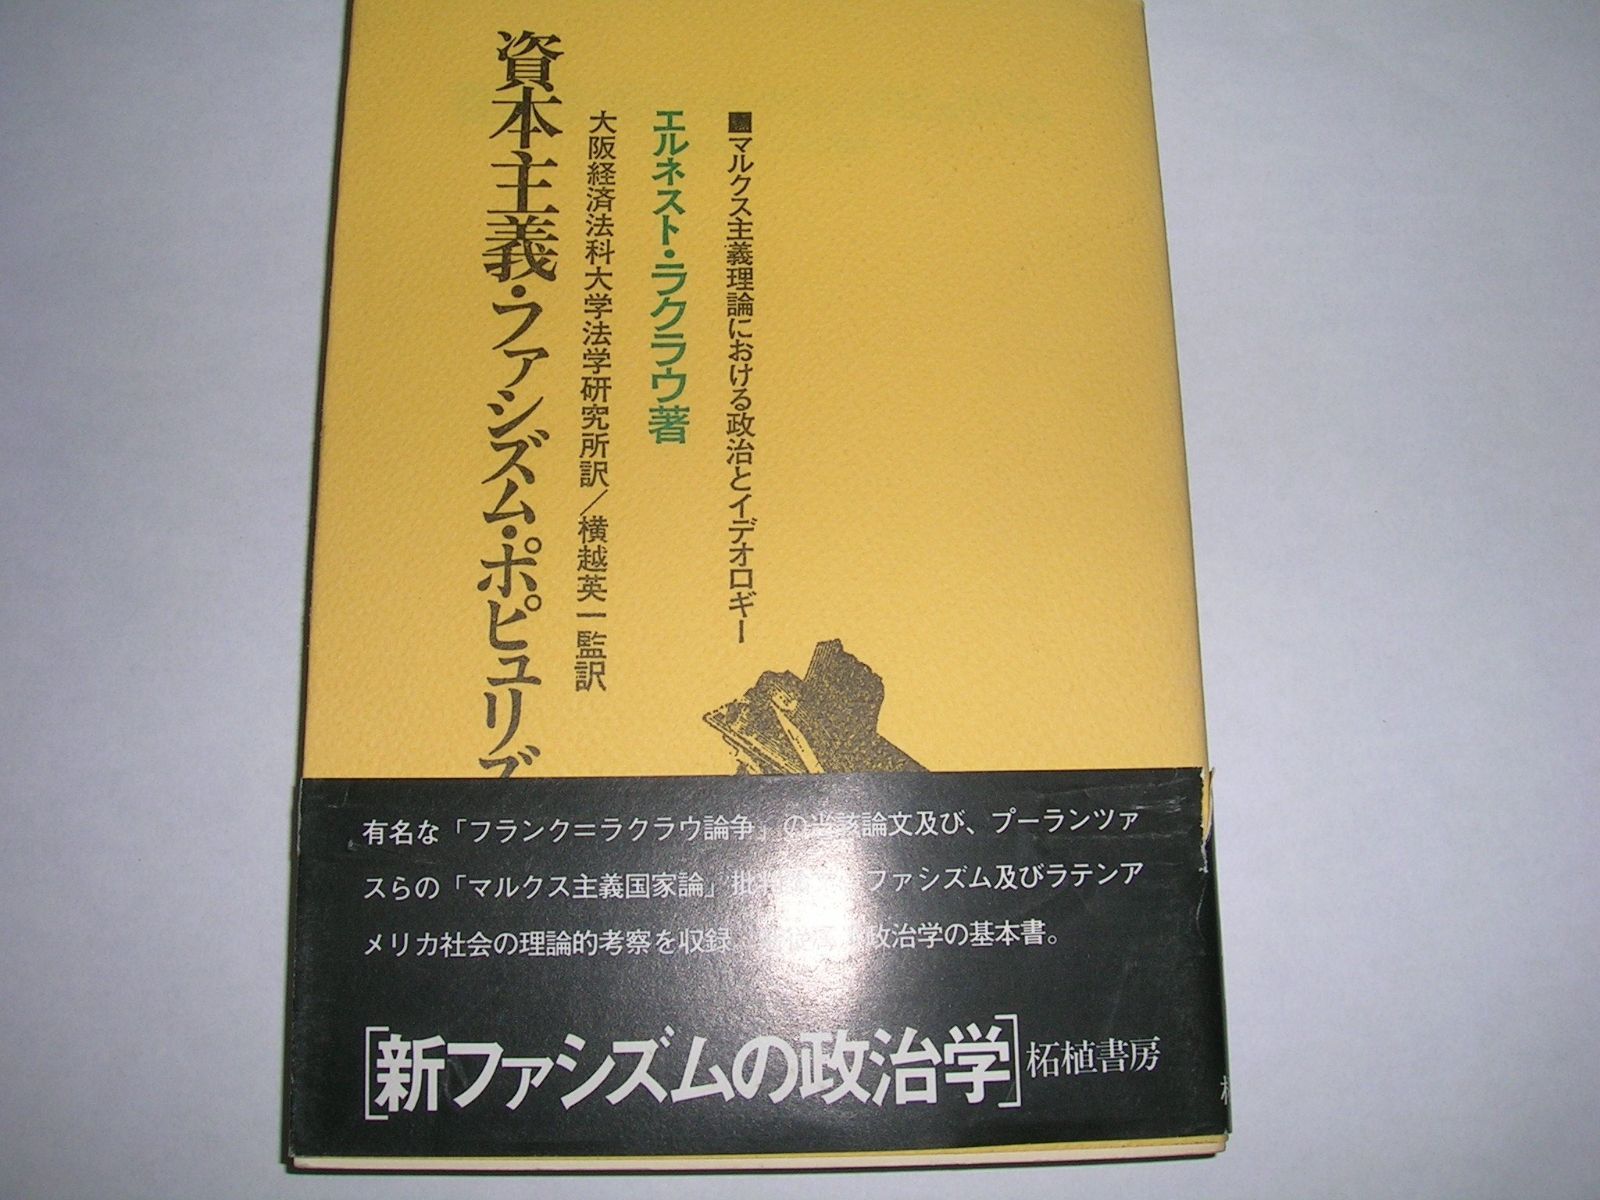 ■マルクス主義理論における政治とイデオロギー
エルネスト・ラクラウ著
大阪経済法科大学法学研究所訳/横越英一監訳
資本主義・ファシズム・ポピュリズ
有名な「フランク=ラクラウ論争」の当該論文及び、プーランツァ
スらの「マルクス主義国家論」批判 ファシズム及びラテンア
メリカ社会の理論的考察を収録 政治学の基本書。
[新ファシズムの政治学]柘植書房